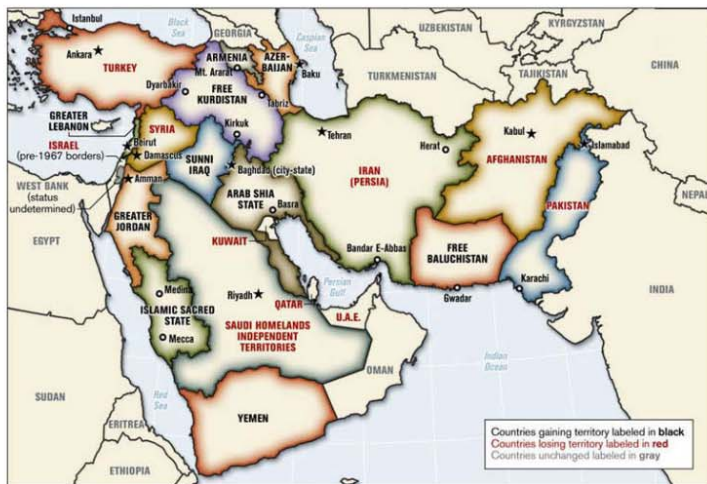 Istanbul
Black
Sea
GEORGIA
Caspian
Sea
UZBEKISTAN
KYRGYZSTAN
CHINA
Ankara
TURKEY
ARMENIA
Mt. Ararat
AZER-
BAIJAN
Baku
TURKMENISTAN
TAJIKISTAN
Dyarbakir
FREE
KURDISTAN
Tabriz
GREATER
LEBANON
Kirkuk
Tehran
Herat
Kabul
Islamabad
ISRAEL
(pre-1967 borders)
SYRIA
Beirut
Damascus
SUNNI
IRAQ
Baghdad (city-state)
IRAN
(PERSIA)
AFGHANISTAN
WEST BANK
(status
undetermined)
Amman
GREATER
JORDAN
ARAB SHIA
STATE
Basra
PAKISTAN
NEPAL
EGYPT
KUWAIT
Bandar E-Abbas
FREE
BALUCHISTAN
Persian
Gulf
Gwadar
Karachi
INDIA
Medina
ISLAMIC SACRED
STATE
Mecca
Riyadh
QATAR
U.A.E.
SAUDI HOMELANDS
INDEPENDENT
TERRITORIES
OMAN
Indian
Ocean
SUDAN
Red
Sea
YEMEN
ERITREA
ETHIOPIA
Countries gaining territory labeled in black
Countries losing territory labeled in red
Countries unchanged labeled in gray